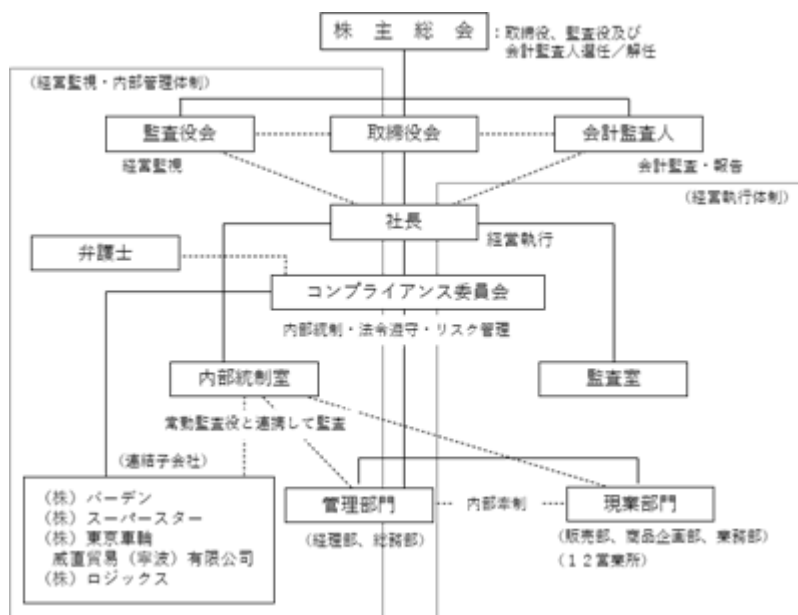 株主総会
：取締役、監査役及び
会計監査人選任／解任
（経営監視・内部管理体制）
監査役会
取締役会
会計監査人
経営監視
会計監査・報告
（経営執行体制）
社長
経営執行
弁護士
コンプライアンス委員会
内部統制・法令遵守・リスク管理
内部統制室
監査室
常勤監査役と連携して監査
（連結子会社）
（株）バーデン
（株）スーパースター
（株）東京車輪
威直貿易（寧波）有限公司
（株）ロジックス
管理部門
内部牽制
現業部門
（経理部、総務部）
（販売部、商品企画部、業務部）
（１２営業所）